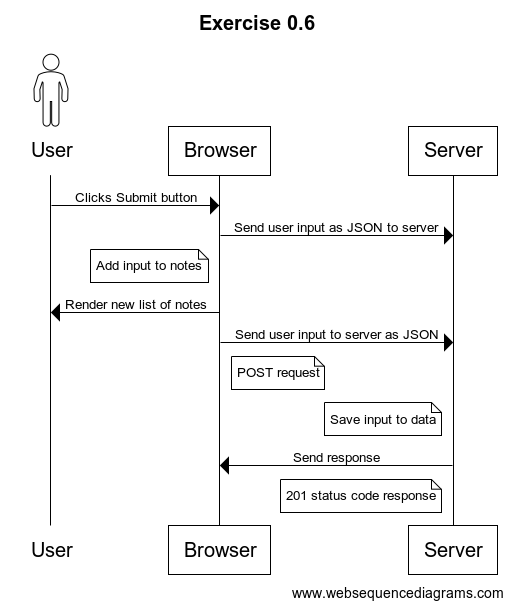 Exercise 0.6
User
Browser
Server
Clicks Submit button
Send user input as JSON to server
Add input to notes
Render new list of notes
Send user input to server as JSON
POST request
Save input to data
Send response
201 status code response
User
Browser
Server
www.websequencediagrams.com